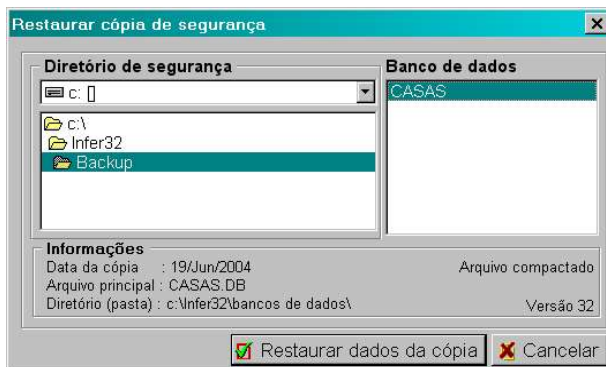 Restaurar cópia de segurança
Diretório de segurança
c: []
c:\
Infer32
Backup
Banco de dados
CASAS
Informações
Data da cópia : 19/Jun/2004
Arquivo principal : CASAS.DB
Diretório (pasta) : c:\Infer32\bancos de dados\
Arquivo compactado
Versão 32
Restaurar dados da cópia
Cancelar